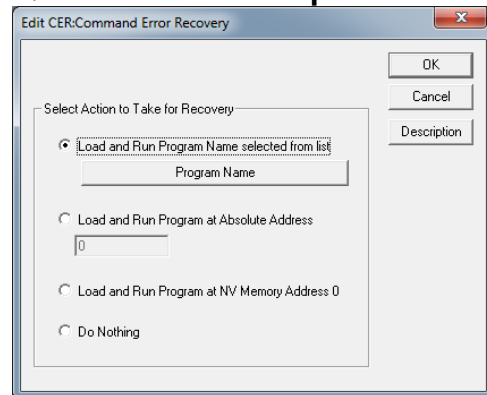 Edit CER:Command Error Recovery
OK
Cancel
Description
Select Action to Take for Recovery
Load and Run Program Name selected from list
Program Name
Load and Run Program at Absolute Address
0
Load and Run Program at NV Memory Address 0
Do Nothing